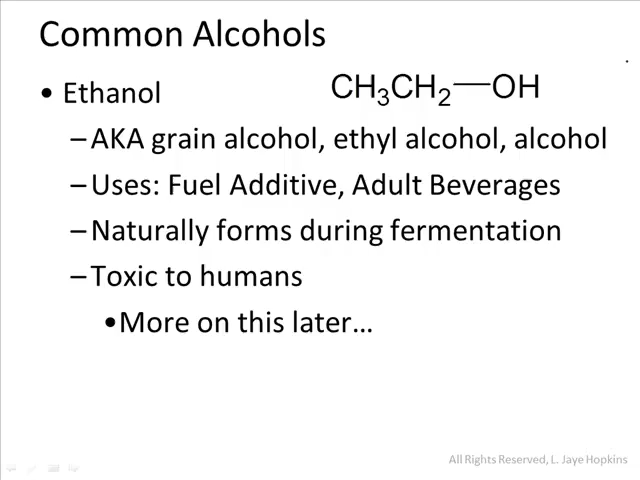 Common Alcohols
• Ethanol CH₃CH₂—OH
–AKA grain alcohol, ethyl alcohol, alcohol
–Uses: Fuel Additive, Adult Beverages
–Naturally forms during fermentation
–Toxic to humans
•More on this later…
All Rights Reserved, L. Jaye Hopkins